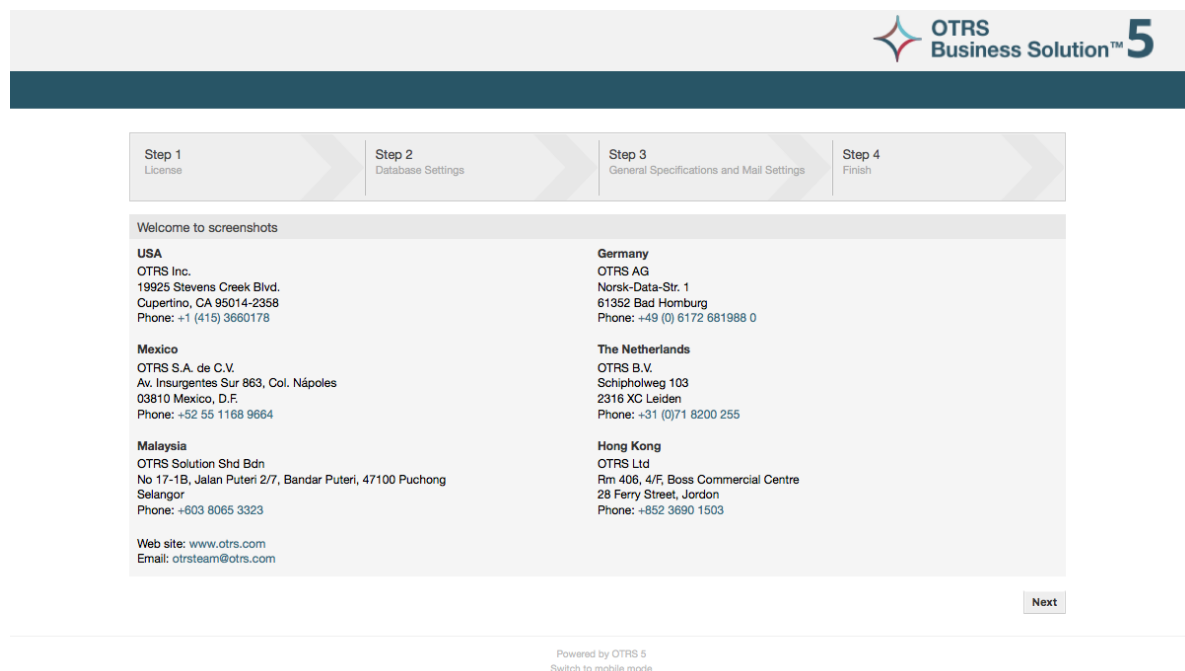 OTRS
Business Solution™ 5
Step 1
License
Step 2
Database Settings
Step 3
General Specifications and Mail Settings
Step 4
Finish
Welcome to screenshots
USA
OTRS Inc.
19925 Stevens Creek Blvd.
Cupertino, CA 95014-2358
Phone: +1 (415) 3660178
Germany
OTRS AG
Norsk-Data-Str. 1
61352 Bad Homburg
Phone: +49 (0) 6172 681988 0
Mexico
OTRS S.A. de C.V.
Av. Insurgentes Sur 863, Col. Nápoles
03810 Mexico, D.F.
Phone: +52 55 1168 9664
The Netherlands
OTRS B.V.
Schipholweg 103
2316 XC Leiden
Phone: +31 (0)71 8200 255
Malaysia
OTRS Solution Shd Bdn
No 17-1B, Jalan Puteri 2/7, Bandar Puteri, 47100 Puchong
Selangor
Phone: +603 8065 3323
Hong Kong
OTRS Ltd
Rm 406, 4/F, Boss Commercial Centre
28 Ferry Street, Jordon
Phone: +852 3690 1503
Web site: www.otrs.com
Email: otrsteam@otrs.com
Next
Powered by OTRS 5
Switch to mobile mode